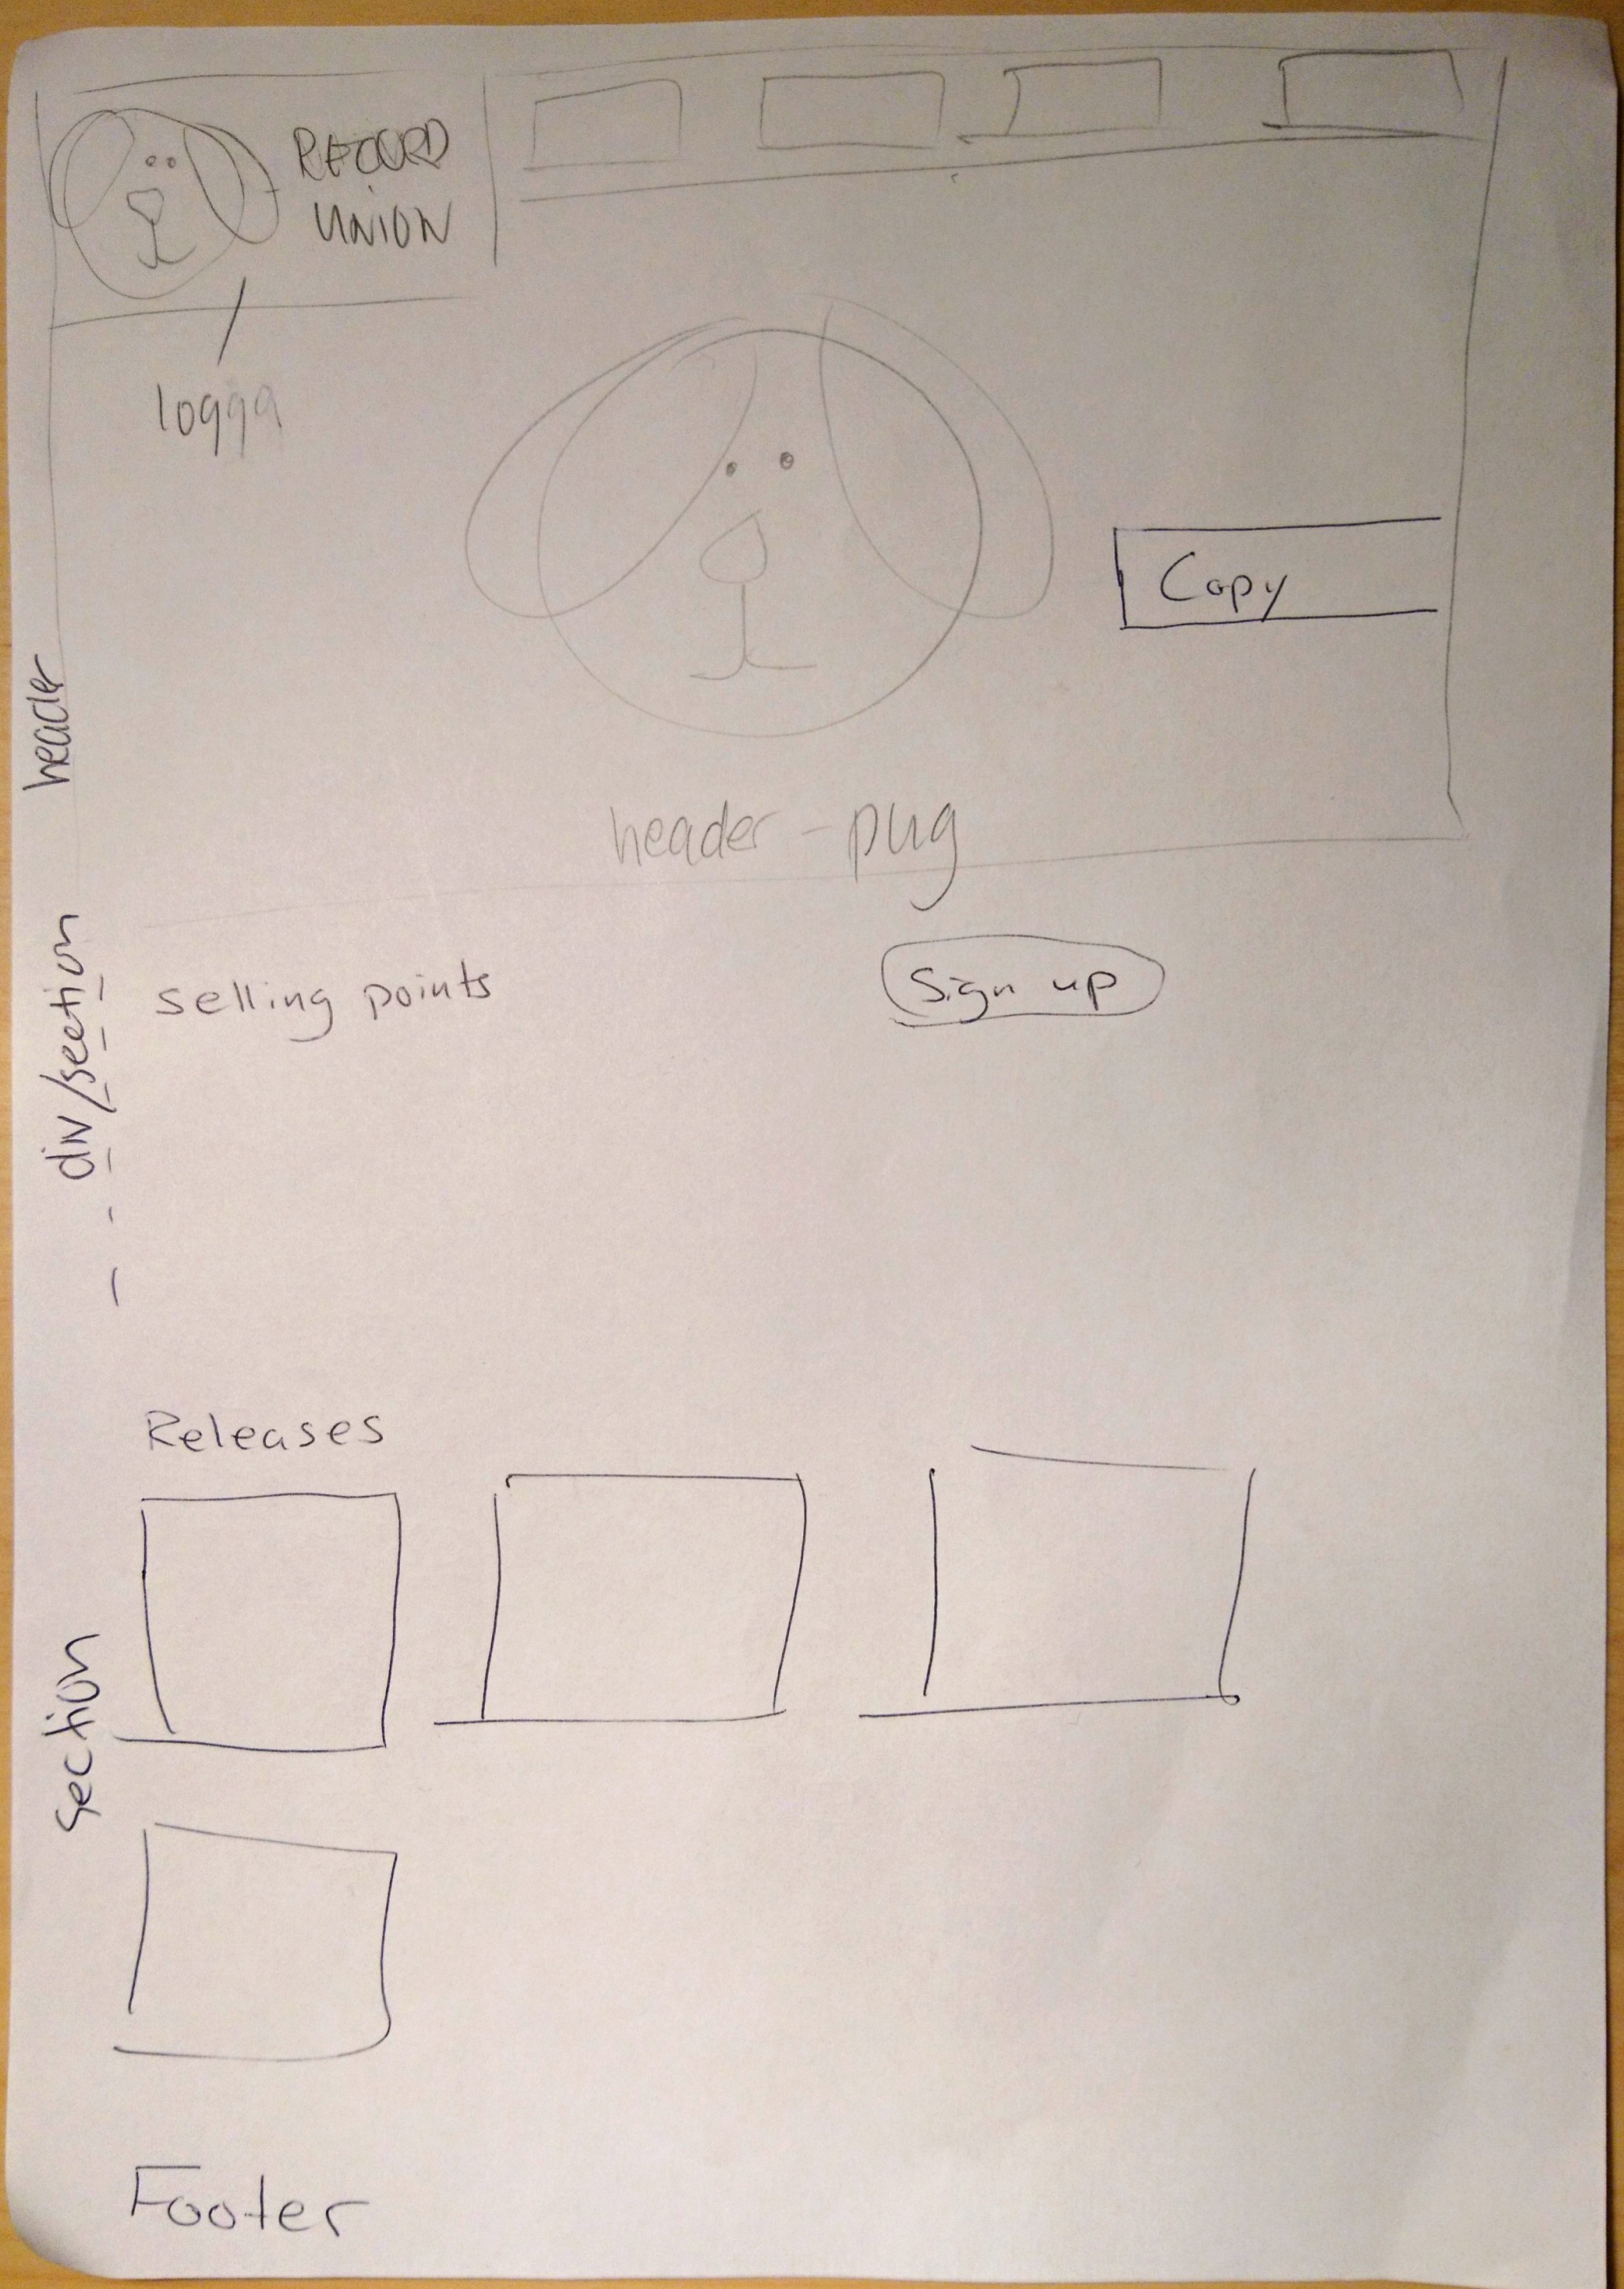 RECORD
UNION
logga
Copy
header
header - pug
div/section
selling points
Sign up
Releases
section
Footer